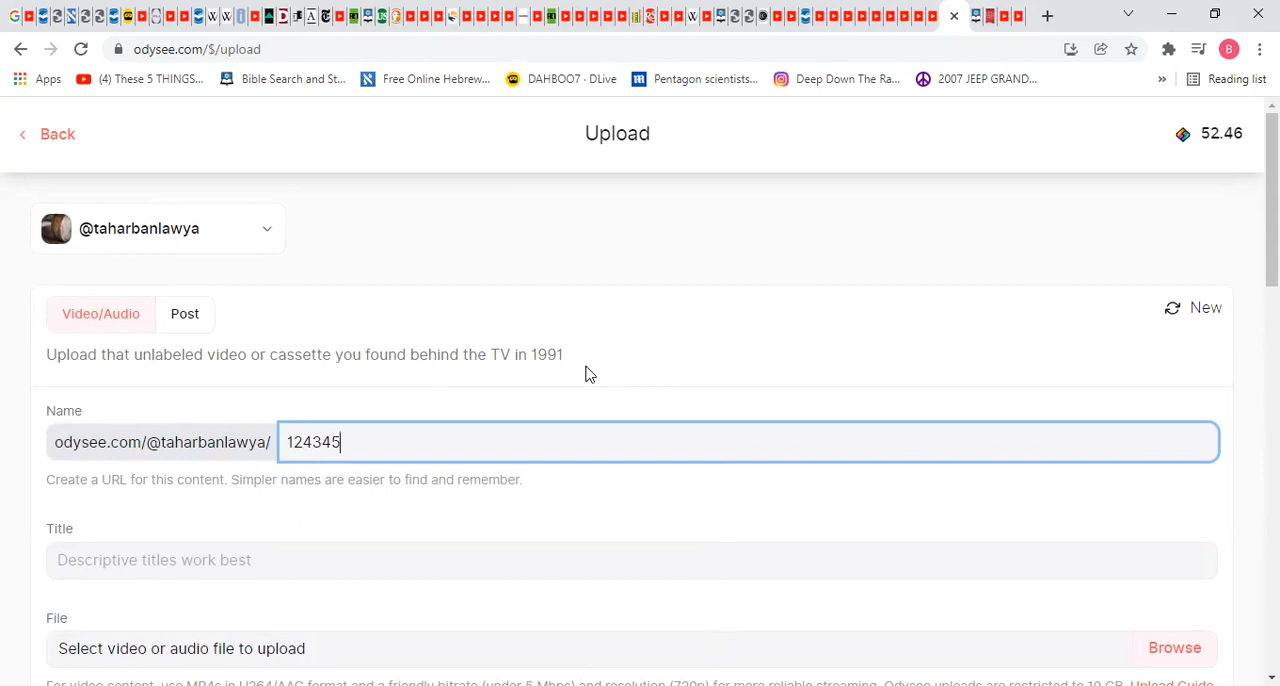 odysee.com/$/upload
B
Apps
(4) These 5 THINGS...
Bible Search and St...
Free Online Hebrew...
DAHBOO7 · DLive
Pentagon scientists...
Deep Down The Ra...
2007 JEEP GRAND...
»
Reading list
Back
Upload
52.46
@taharbanlawya
Video/Audio
Post
New
Upload that unlabeled video or cassette you found behind the TV in 1991
Name
odysee.com/@taharbanlawya/
124345
Create a URL for this content. Simpler names are easier to find and remember.
Title
Descriptive titles work best
File
Select video or audio file to upload
Browse
For video content, use MP4s in H264/AAC format and a friendly bitrate (under 5 Mbps) and resolution (720p) for more reliable streaming. Odysee uploads are restricted to 10 GB. Upload Guide